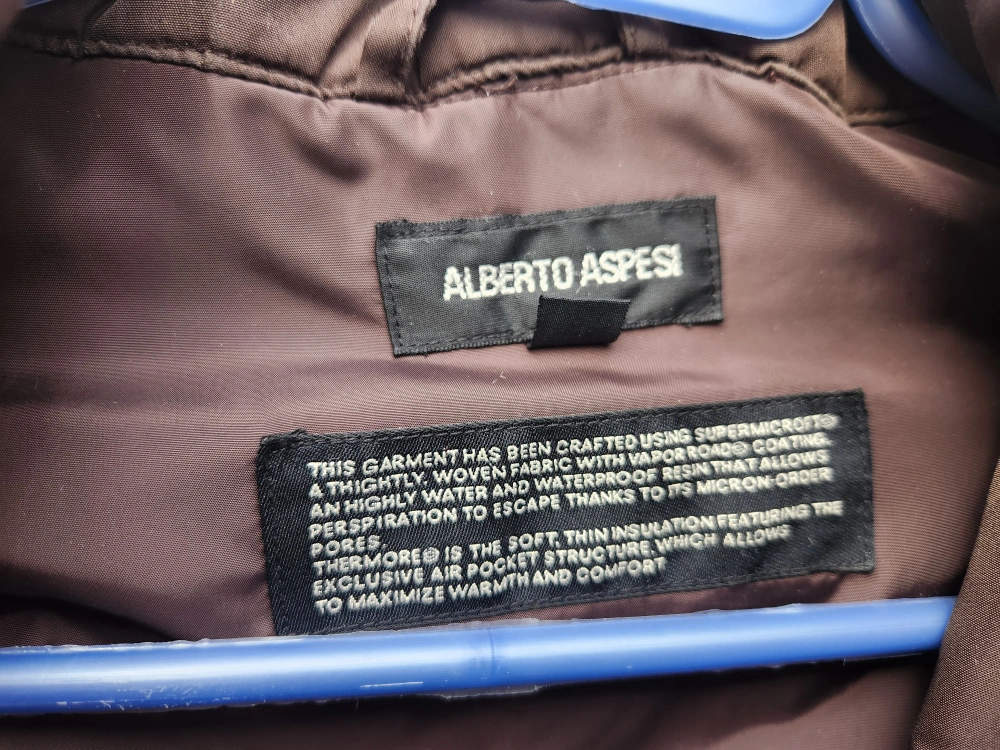 ALBERTO ASPESI
THIS GARMENT HAS BEEN CRAFTED USING SUPERMICROFT®
A THIGHTLY, WOVEN FABRIC WITH VAPORROAD® COATING.
AN HIGHLY WATER AND WATERPROOF RESIN THAT ALLOWS
PERSPIRATION TO ESCAPE THANKS TO ITS MICRON-ORDER
PORES.
THERMORE® IS THE SOFT, THIN INSULATION FEATURING THE
EXCLUSIVE AIR POCKET STRUCTURE WHICH ALLOWS
TO MAXIMIZE WARMTH AND COMFORT